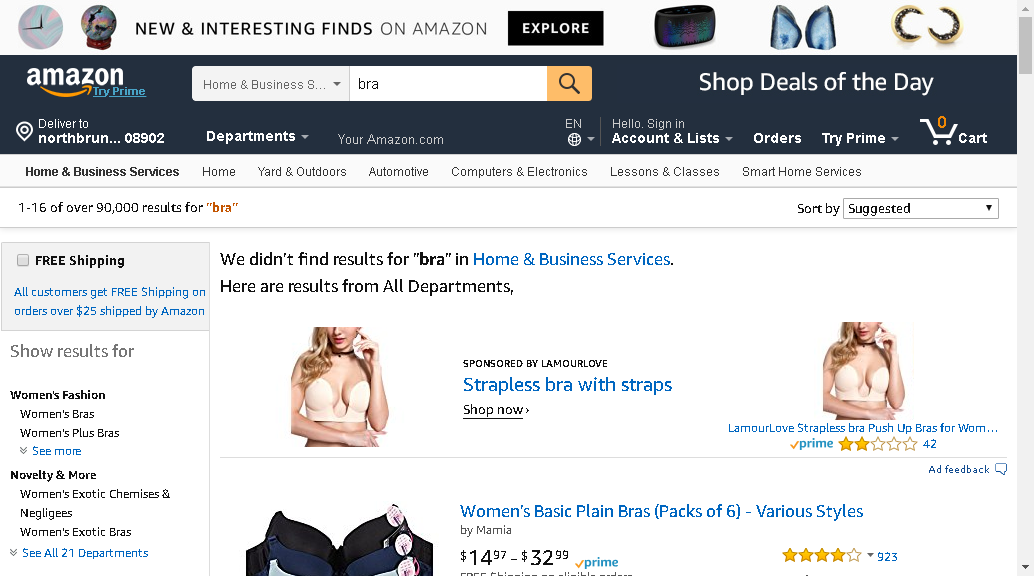 NEW & INTERESTING FINDS ON AMAZON EXPLORE
amazon
Try Prime
Home & Business S...
bra
Shop Deals of the Day
Deliver to
northbrun... 08902
Departments
Your Amazon.com
EN
Hello. Sign in
Account & Lists
Orders
Try Prime
0
Cart
Home & Business Services Home Yard & Outdoors Automotive Computers & Electronics Lessons & Classes Smart Home Services
1-16 of over 90,000 results for "bra"
Sort by Suggested
FREE Shipping
All customers get FREE Shipping on
orders over $25 shipped by Amazon
Show results for
Women's Fashion
Women's Bras
Women's Plus Bras
See more
Novelty & More
Women's Exotic Chemises &
Negligees
Women's Exotic Bras
See All 21 Departments
We didn't find results for "bra" in Home & Business Services.
Here are results from All Departments,
SPONSORED BY LAMOURLOVE
Strapless bra with straps
Shop now ›
LamourLove Strapless bra Push Up Bras for Wom...
prime 42
Ad feedback
Women's Basic Plain Bras (Packs of 6) - Various Styles
by Mamia
$14.97 - $32.99 prime
923
FREE Shipping on eligible orders